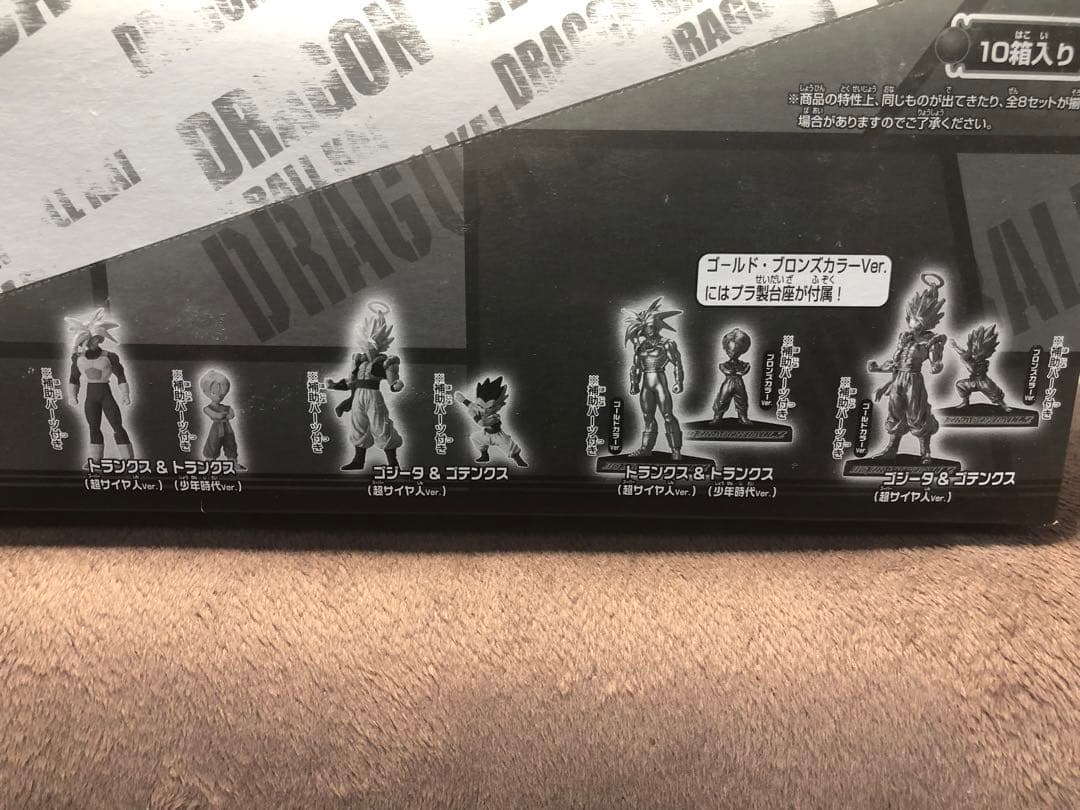 DRAGON
DRAGON
DRAGON
10箱入り
はこい
※商品の特性上、同じものが出てきたり、全8セットが揃
場合がありますのでご了承ください。
ゴールド・ブロンズカラーVer.
にはプラ製台座が付属!
せいだいざ ふぞく
※補助パーツ付き
※補助パーツ付き
トランクス & トランクス
(超サイヤ人Ver.) (少年時代Ver.)
※補助パーツ付き
※補助パーツ付き
ゴジータ & ゴテンクス
(超サイヤ人Ver.)
※補助パーツ付き
ゴールドカラーVer.
ブロンズカラーVer.
※補助パーツ付き
トランクス & トランクス
(超サイヤ人Ver.) (少年時代Ver.)
※補助パーツ付き
ゴールドカラーVer.
ブロンズカラーVer.
※補助パーツ付き
ゴジータ & ゴテンクス
(超サイヤ人Ver.)